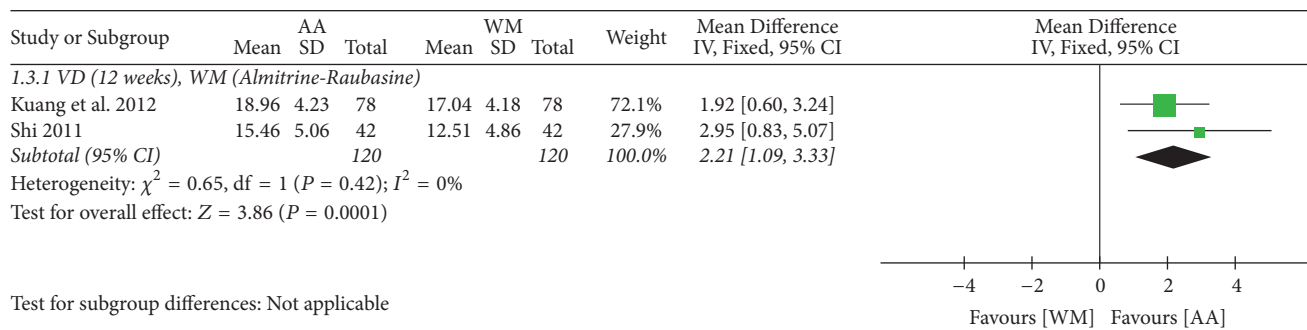 Study or Subgroup AA WM Weight Mean Difference Mean Difference
Mean SD Total Mean SD Total IV, Fixed, 95% CI IV, Fixed, 95% CI
1.3.1 VD (12 weeks), WM (Almitrine-Raubasine)
Kuang et al. 2012 18.96 4.23 78 17.04 4.18 78 72.1% 1.92 [0.60, 3.24]
Shi 2011 15.46 5.06 42 12.51 4.86 42 27.9% 2.95 [0.83, 5.07]
Subtotal (95% CI) 120 120 100.0% 2.21 [1.09, 3.33]
Heterogeneity: χ² = 0.65, df = 1 (P = 0.42); I² = 0%
Test for overall effect: Z = 3.86 (P = 0.0001)
−4 −2 0 2 4
Test for subgroup differences: Not applicable
Favours [WM] Favours [AA]